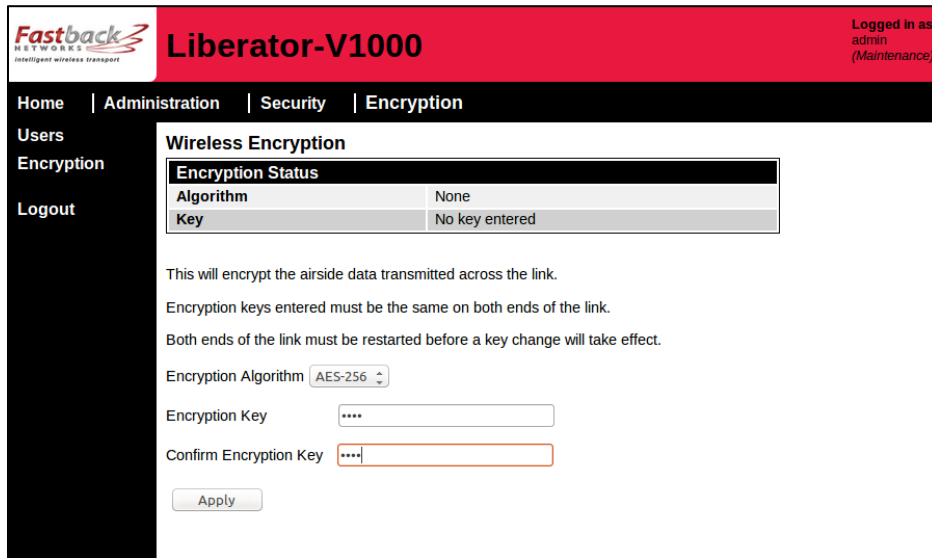 Fastback
NETWORKS
intelligent wireless transport
Liberator-V1000
Logged in as
admin
(Maintenance)
Home | Administration | Security | Encryption
Users
Encryption
Logout
Wireless Encryption
Encryption Status
Algorithm None
Key No key entered
This will encrypt the airside data transmitted across the link.
Encryption keys entered must be the same on both ends of the link.
Both ends of the link must be restarted before a key change will take effect.
Encryption Algorithm AES-256
Encryption Key ••••
Confirm Encryption Key ••••
Apply